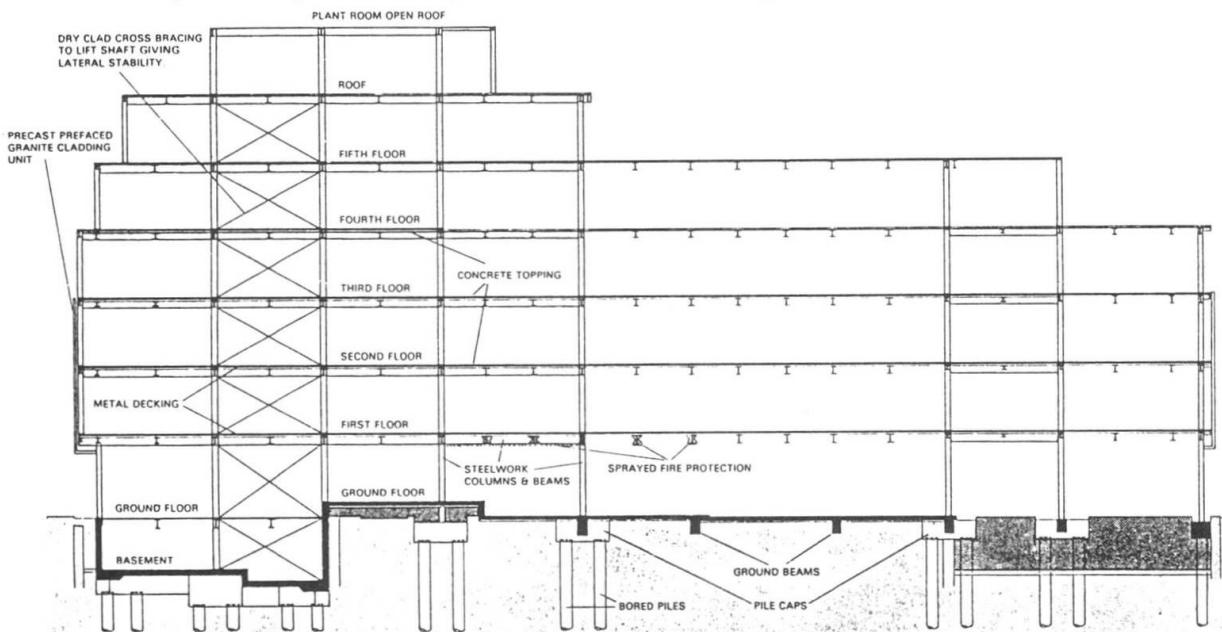 PLANT ROOM OPEN ROOF
DRY CLAD CROSS BRACING
TO LIFT SHAFT GIVING
LATERAL STABILITY
ROOF
PRECAST PREFACED
GRANITE CLADDING
UNIT
FIFTH FLOOR
FOURTH FLOOR
CONCRETE TOPPING
THIRD FLOOR
SECOND FLOOR
METAL DECKING
FIRST FLOOR
STEELWORK
COLUMNS & BEAMS
SPRAYED FIRE PROTECTION
GROUND FLOOR
GROUND FLOOR
BASEMENT
GROUND BEAMS
BORED PILES
PILE CAPS